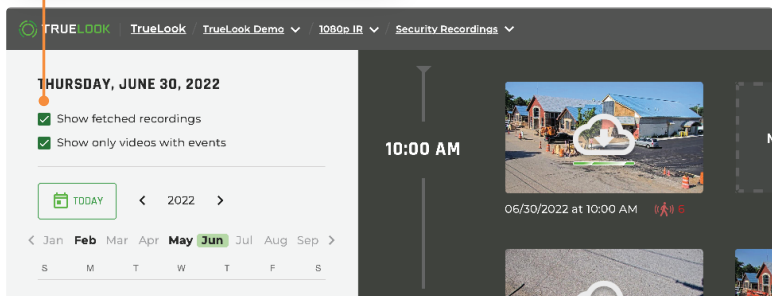 TRUELOOK TrueLook / TrueLook Demo / 1080p IR / Security Recordings
THURSDAY, JUNE 30, 2022
Show fetched recordings
Show only videos with events
10:00 AM
TODAY 2022
06/30/2022 at 10:00 AM 6
Jan Feb Mar Apr May Jun Jul Aug Sep
S M T W T F S